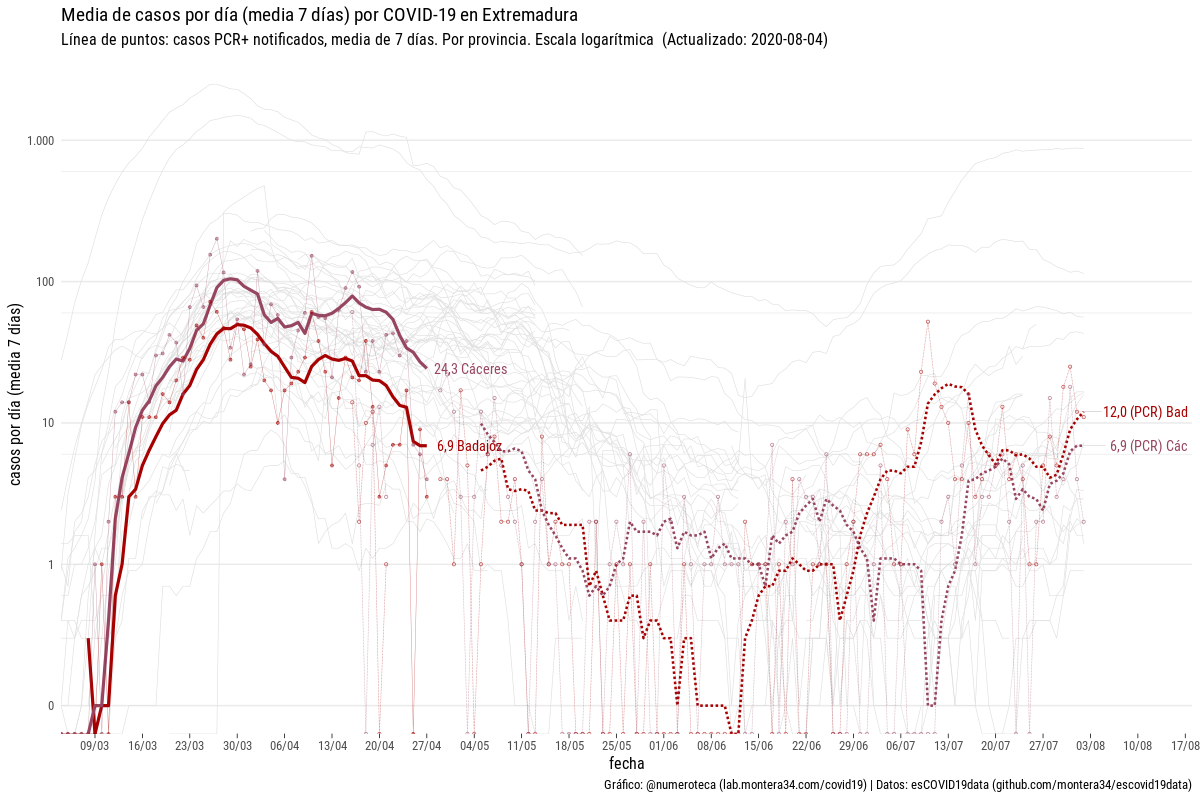 Media de casos por día (media 7 días) por COVID-19 en Extremadura
Línea de puntos: casos PCR+ notificados, media de 7 días. Por provincia. Escala logarítmica (Actualizado: 2020-08-04)
casos por día (media 7 días)
1.000
100
10
1
0
24,3 Cáceres
6,9 Badajoz
12,0 (PCR) Bad
6,9 (PCR) Các
09/03 16/03 23/03 30/03 06/04 13/04 20/04 27/04 04/05 11/05 18/05 25/05 01/06 08/06 15/06 22/06 29/06 06/07 13/07 20/07 27/07 03/08 10/08 17/08
fecha
Gráfico: @numeroteca (lab.montera34.com/covid19) | Datos: esCOVID19data (github.com/montera34/escovid19data)